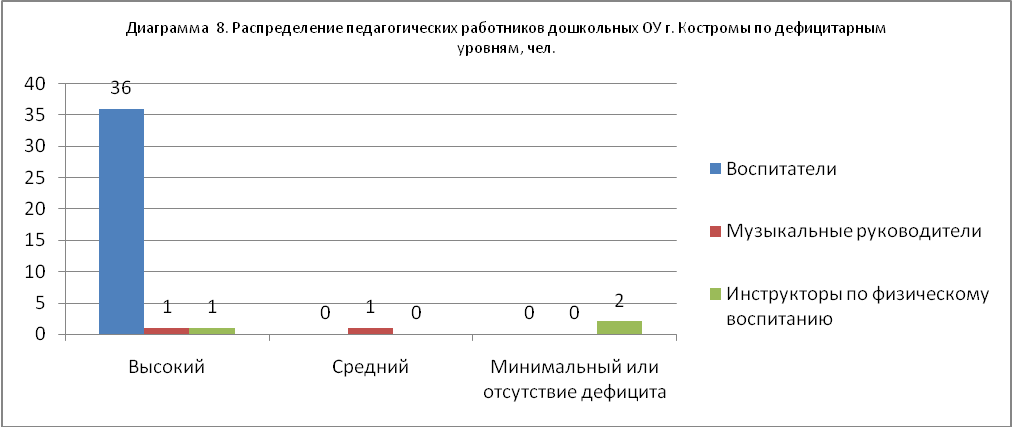 Диаграмма 8. Распределение педагогических работников дошкольных ОУ г. Костромы по дефицитарным
уровням, чел.
40
35
30
25
20
15
10
5
0
36
1
1
0
1
0
0
0
2
Высокий
Средний
Минимальный или
отсутствие дефицита
Воспитатели
Музыкальные руководители
Инструкторы по физическому
воспитанию